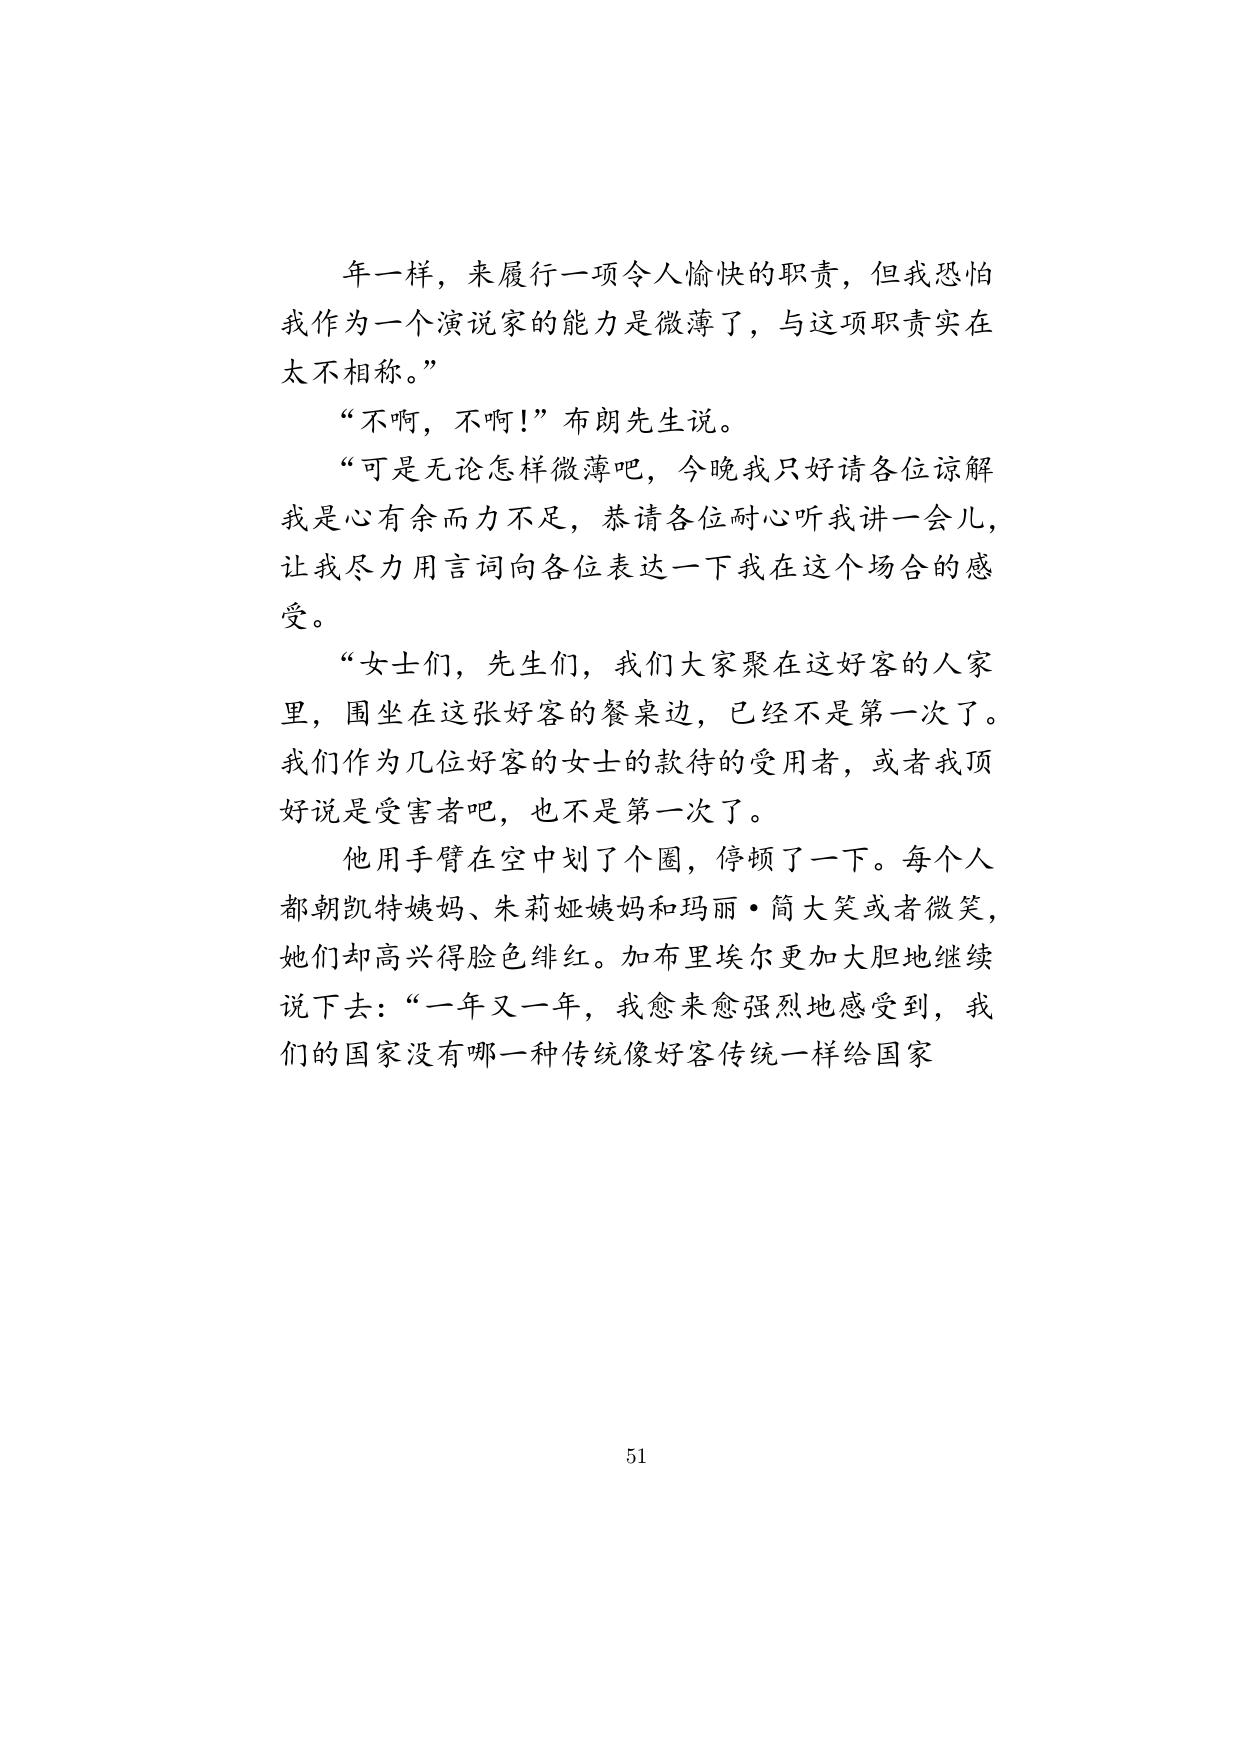 年一样，来履行一项令人愉快的职责，但我恐怕
我作为一个演说家的能力是微薄了，与这项职责实在
太不相称。”
“不啊，不啊！”布朗先生说。
“可是无论怎样微薄吧，今晚我只好请各位谅解
我是心有余而力不足，恭请各位耐心听我讲一会儿，
让我尽力用言词向各位表达一下我在这个场合的感
受。
“女士们，先生们，我们大家聚在这好客的人家
里，围坐在这张好客的餐桌边，已经不是第一次了。
我们作为几位好客的女士的款待的受用者，或者我顶
好说是受害者吧，也不是第一次了。
他用手臂在空中划了个圈，停顿了一下。每个人
都朝凯特姨妈、朱莉娅姨妈和玛丽·简大笑或者微笑，
她们却高兴得脸色绯红。加布里埃尔更加大胆地继续
说下去：“一年又一年，我愈来愈强烈地感受到，我
们的国家没有哪一种传统像好客传统一样给国家
51